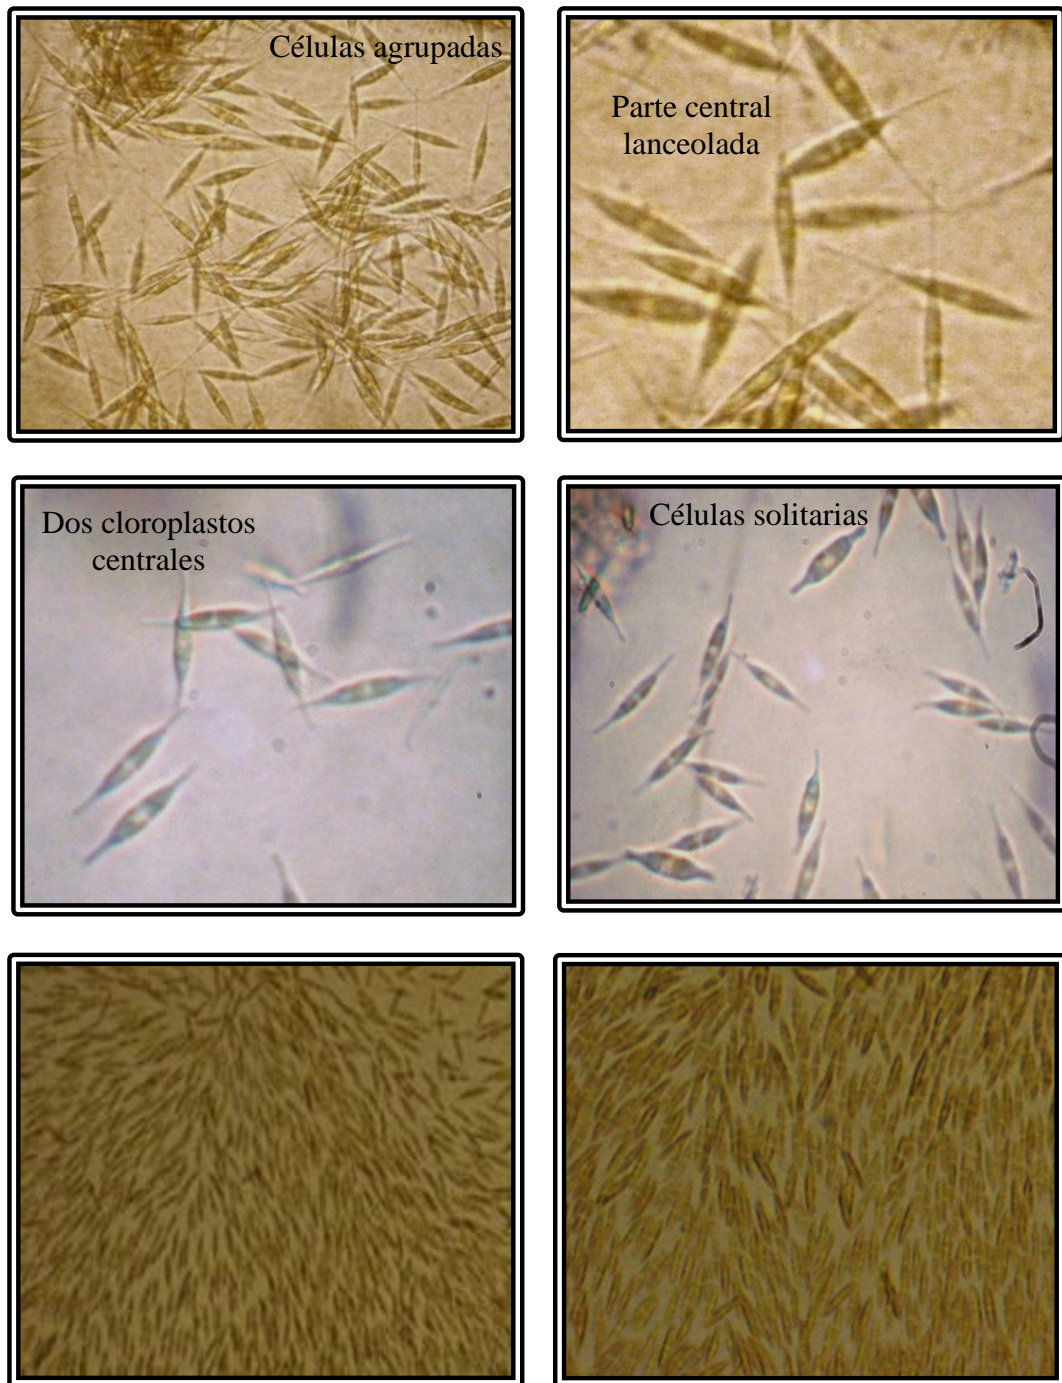 Células agrupadas
Parte central
lanceolada
Dos cloroplastos
centrales
Células solitarias